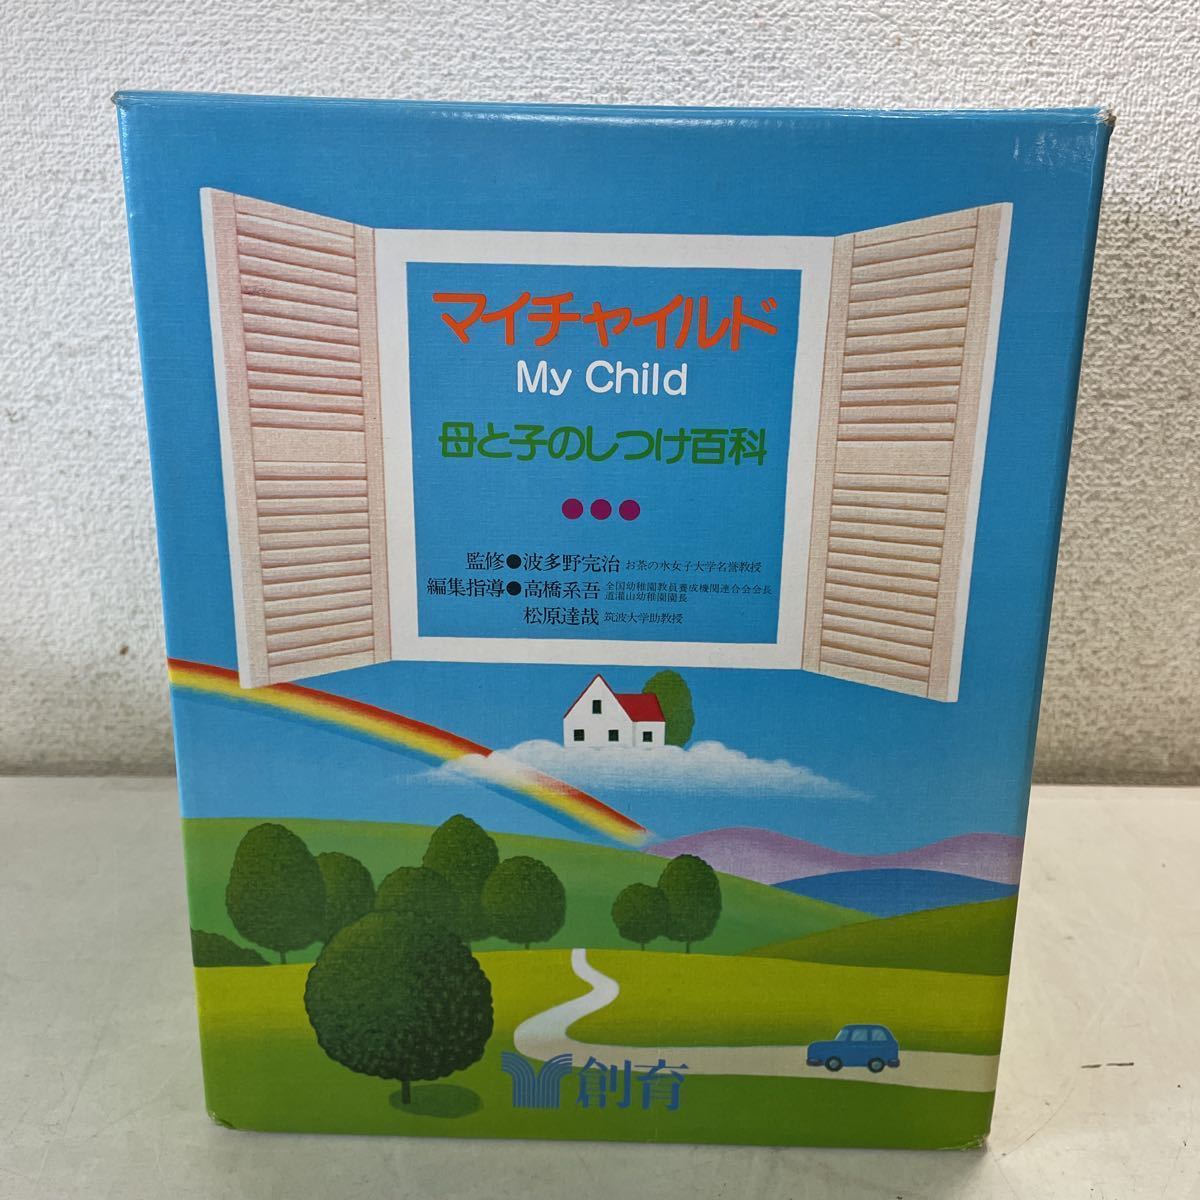 マイチャイルド
My Child
母と子のしつけ百科
監修●波多野完治 お茶の水女子大学名誉教授
編集指導●高橋系吾 全国幼稚園教員養成機関連合会会長
道灌山幼稚園園長
松原達哉 筑波大学助教授
創育